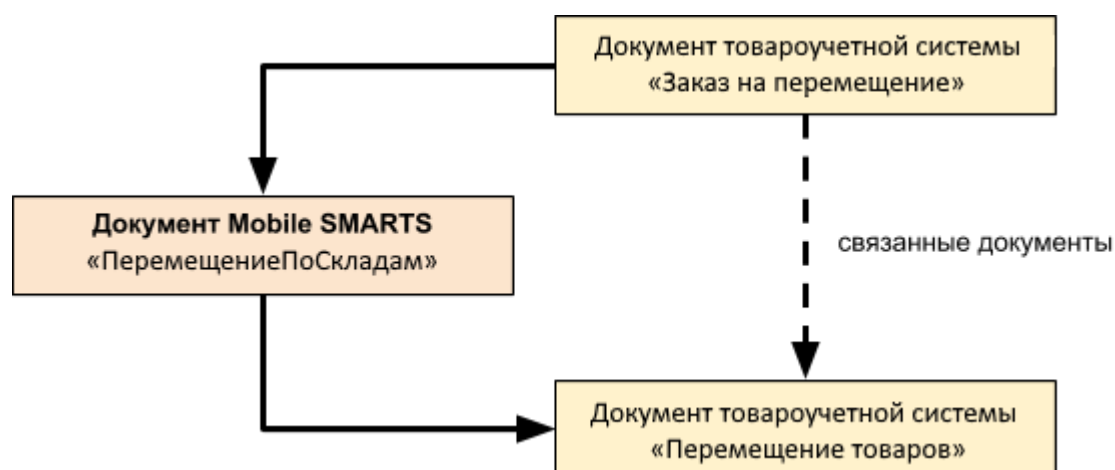 Документ товароучетной системы
«Заказ на перемещение»
Документ Mobile SMARTS
«ПеремещениеПоСкладам»
связанные документы
Документ товароучетной системы
«Перемещение товаров»